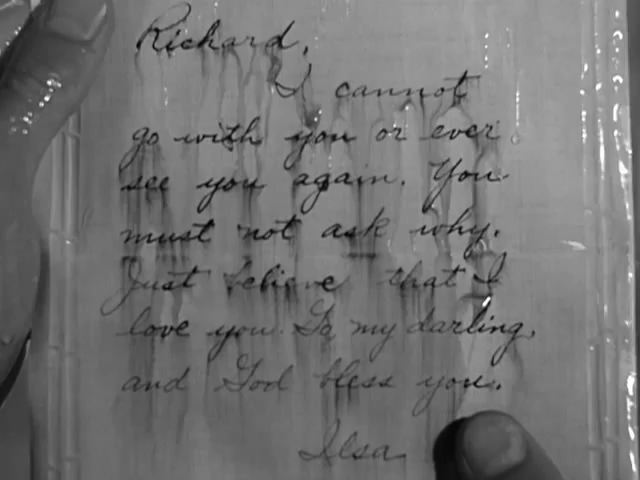 Richard,
I cannot
go with you or ever
see you again. You
must not ask why.
Just believe that I
love you. Go my darling,
and God bless you.
Ilsa